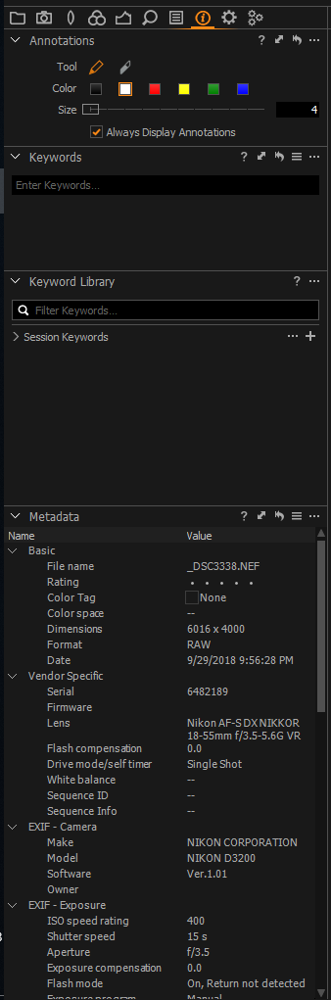 Annotations ? ...
Tool
Color
Size 4
Always Display Annotations
Keywords ? ...
Enter Keywords...
Keyword Library ? ...
Filter Keywords...
Session Keywords ... +
Metadata ? ...
Name Value
Basic
File name _DSC3338.NEF
Rating • • • • •
Color Tag None
Color space --
Dimensions 6016 x 4000
Format RAW
Date 9/29/2018 9:56:28 PM
Vendor Specific
Serial 6482189
Firmware
Lens Nikon AF-S DX NIKKOR
18-55mm f/3.5-5.6G VR
Flash compensation 0.0
Drive mode/self timer Single Shot
White balance --
Sequence ID --
Sequence Info --
EXIF - Camera
Make NIKON CORPORATION
Model NIKON D3200
Software Ver.1.01
Owner
EXIF - Exposure
ISO speed rating 400
Shutter speed 15 s
Aperture f/3.5
Exposure compensation 0.0
Flash mode On, Return not detected
Exposure program Manual